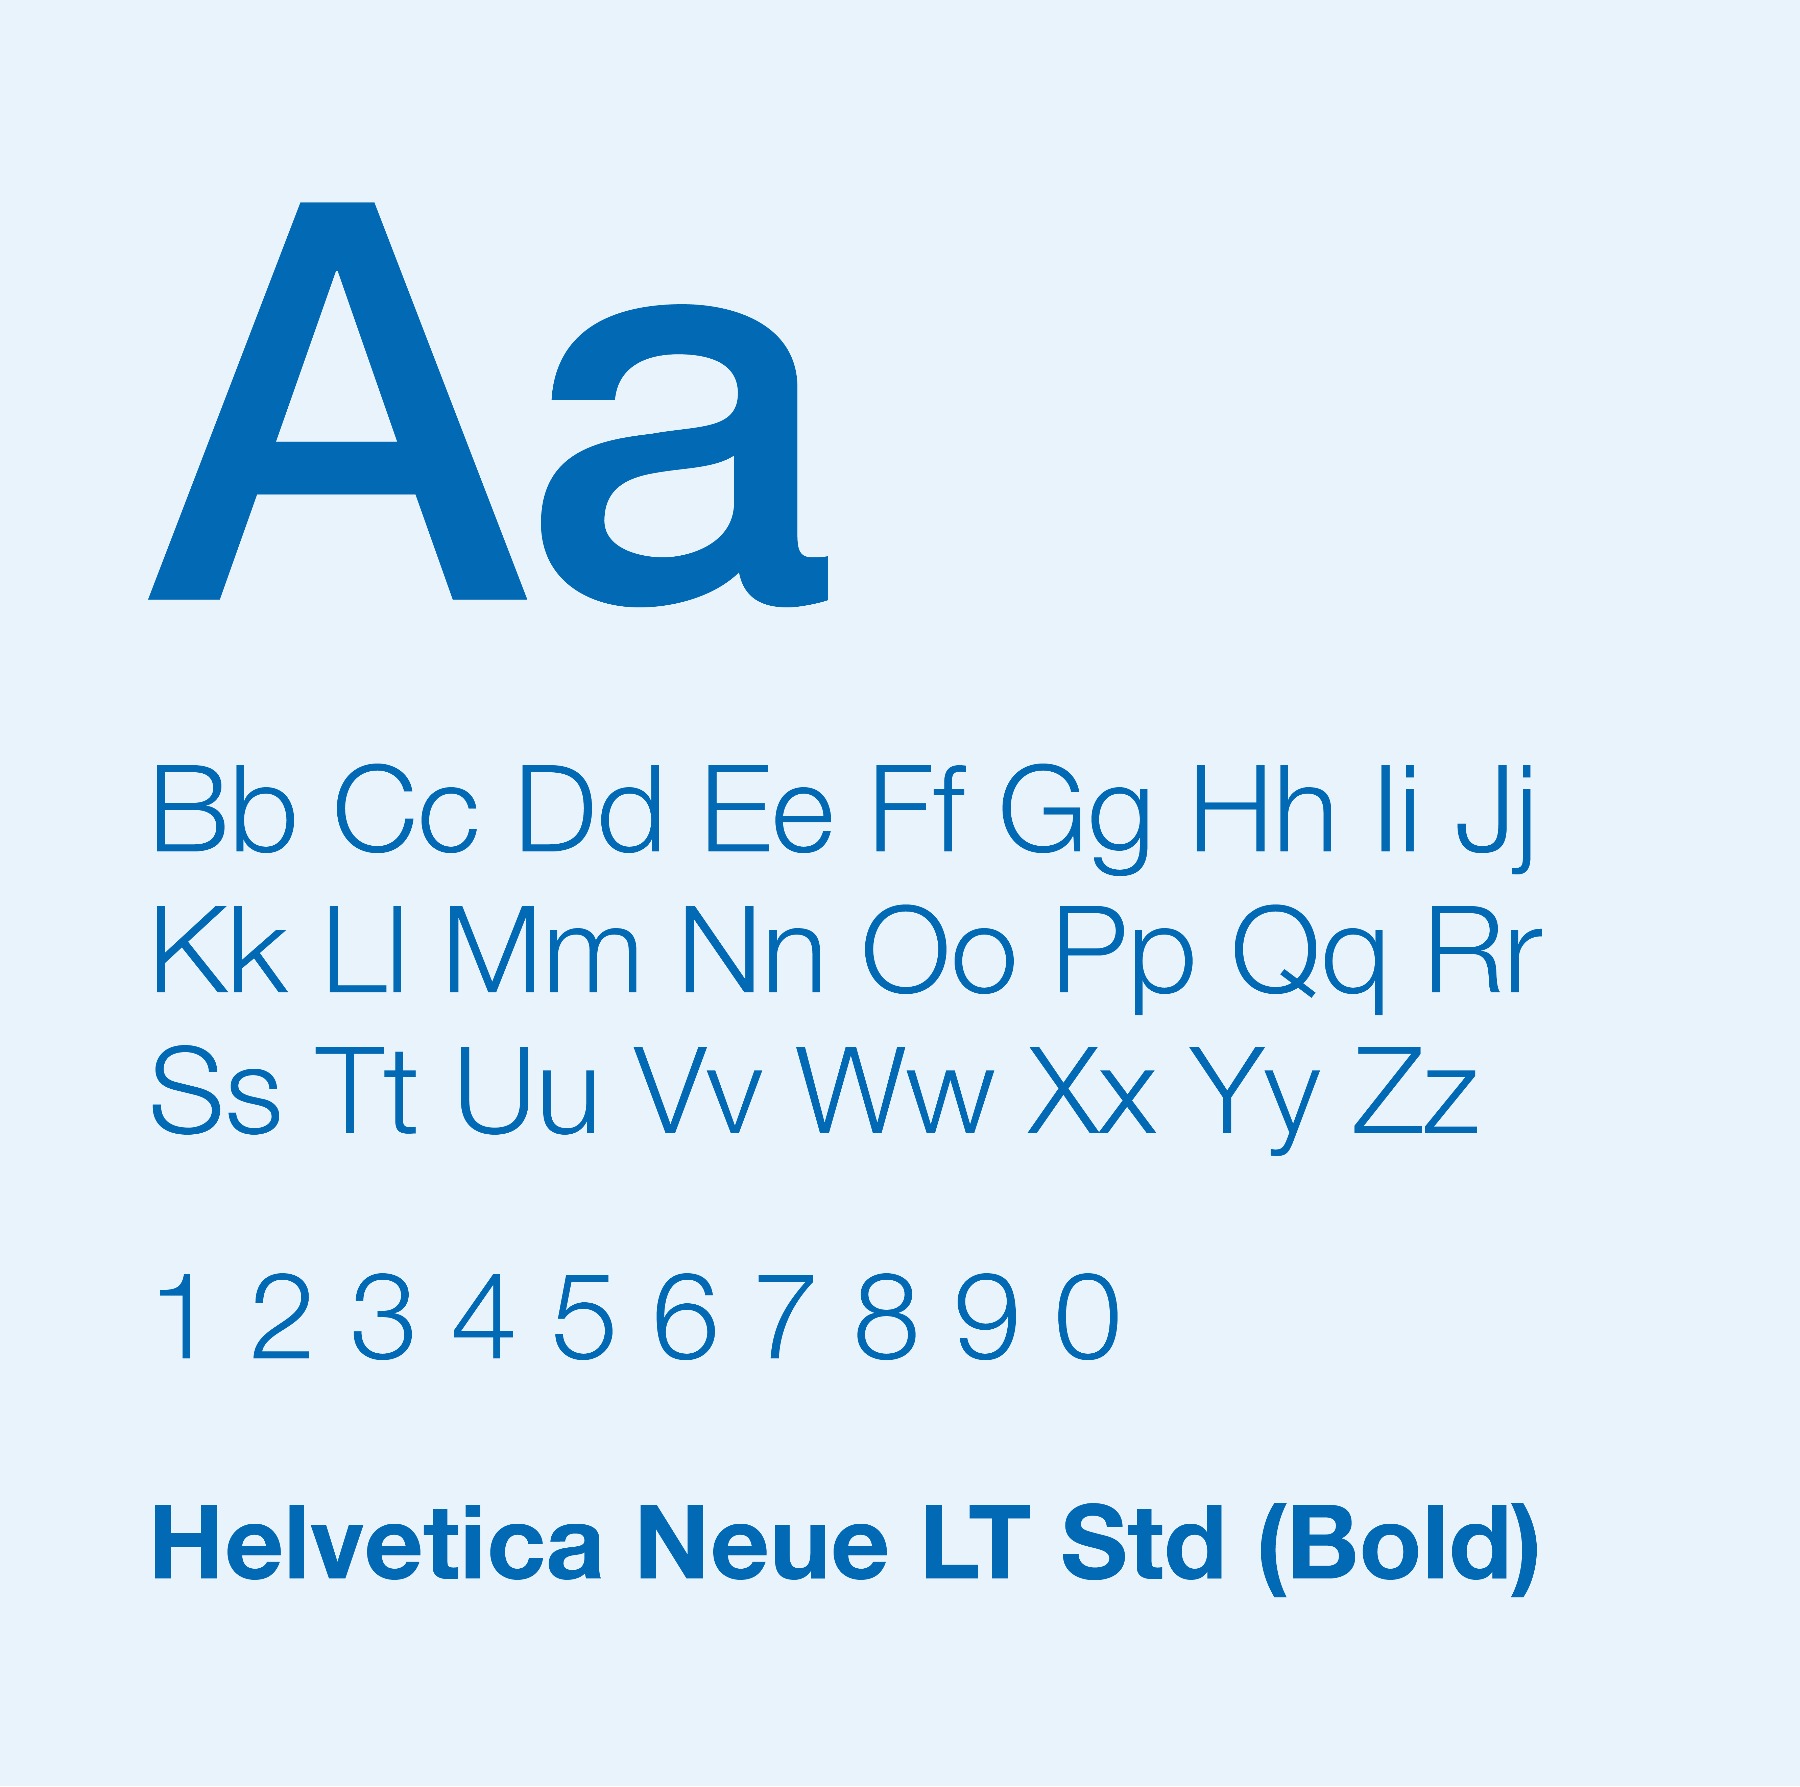 Aa
Bb Cc Dd Ee Ff Gg Hh Ii Jj
Kk Ll Mm Nn Oo Pp Qq Rr
Ss Tt Uu Vv Ww Xx Yy Zz
1 2 3 4 5 6 7 8 9 0
Helvetica Neue LT Std (Bold)